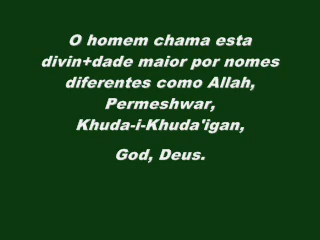 O homem chama esta
divin+dade maior por nomes
diferentes como Allah,
Permeshwar,
Khuda-i-Khuda'igan,
God, Deus.